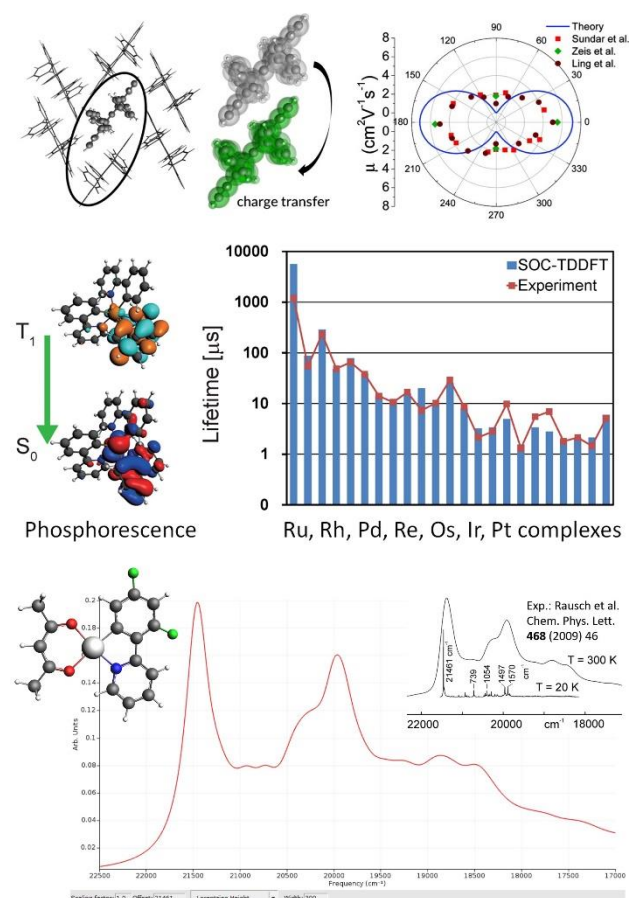 charge transfer
Theory
Sundar et al.
Zeis et al.
Ling et al.
μ (cm²V⁻¹s⁻¹)
8
6
4
2
0
2
4
6
8
90
60
30
0
330
300
270
240
210
180
150
120
T₁
S₀
Phosphorescence
Lifetime [μs]
10000
1000
100
10
1
0
SOC-TDDFT
Experiment
Ru, Rh, Pd, Re, Os, Ir, Pt complexes
Exp.: Rausch et al.
Chem. Phys. Lett.
468 (2009) 46
T = 300 K
T = 20 K
21461 cm⁻¹
739
1054
1497
1570
cm⁻¹
22000 20000 cm⁻¹ 18000
Arb. Units
0.2
0.18
0.14
0.12
0.1
0.08
0.06
0.04
0.02
22500 22000 21500 21000 20500 20000 19500 19000 18500 18000 17500 17000
Frequency (cm⁻¹)